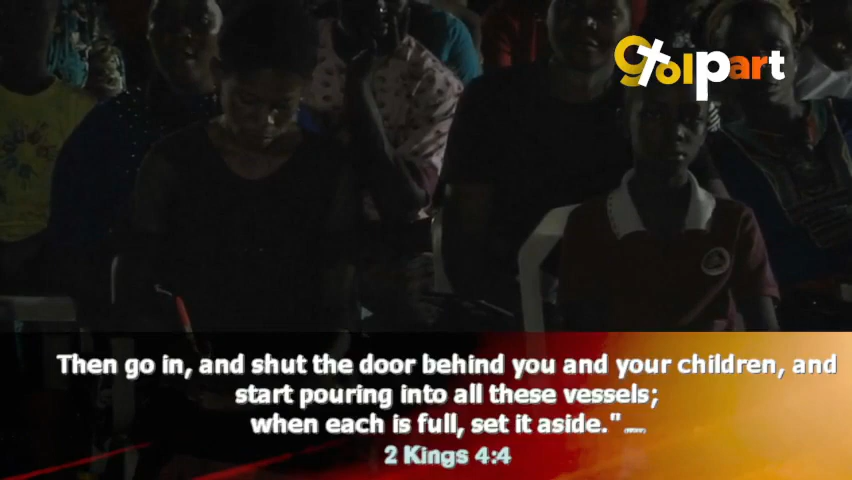 golpart
Then go in, and shut the door behind you and your children, and
start pouring into all these vessels;
when each is full, set it aside."
2 Kings 4:4